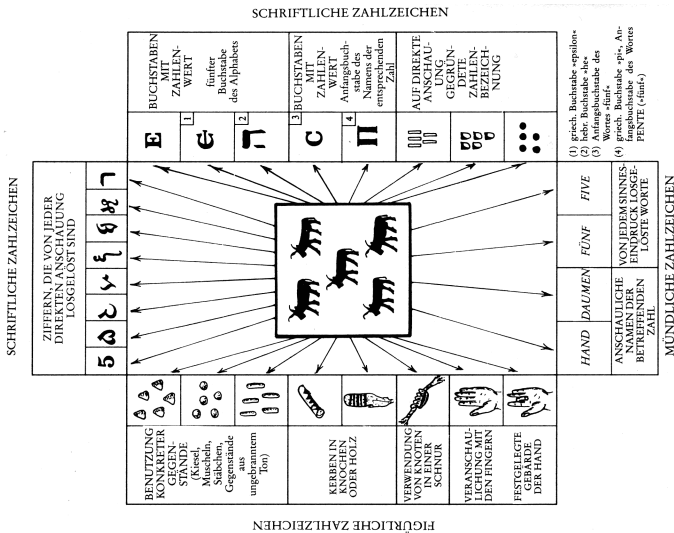 SCHRIFTLICHE ZAHLZEICHEN
BUCHSTABEN
MIT
ZAHLEN-
WERT
fünfter
Buchstabe
des Alphabets
3
BUCHSTABEN
MIT
ZAHLEN-
WERT
Anfangsbuch-
stabe des
Namens der
entsprechenden
Zahl
AUF DIREKTE
ANSCHAU-
UNG
GEGRÜN-
DETE
ZAHLEN-
BEZEICH-
NUNG
E
1
Є
2
ה
C
4
Π
(1) griech. Buchstabe »epsilon«
(2) hebr. Buchstabe »he«
(3) Anfangsbuchstabe des
Wortes »fünf«
(4) griech. Buchstabe »pi«, An-
fangsbuchstabe des Wortes
PENTE (»fünf«)
SCHRIFTLICHE ZAHLZEICHEN
ZIFFERN, DIE VON JEDER
DIREKTEN ANSCHAUUNG
LOSGELÖST SIND
5
HAND
DAUMEN
FÜNF
FIVE
ANSCHAULICHE
NAMEN DER
BETREFFENDEN
ZAHL
VON JEDEM SINNES-
EINDRUCK LOSGE-
LÖSTE WORTE
MÜNDLICHE ZAHLZEICHEN
BENUTZUNG
KONKRETER
GEGEN-
STÄNDE
(Kiesel,
Muscheln,
Stäbchen,
Gegenstände
aus
ungebranntem
Ton)
KERBEN IN
KNOCHEN
ODER HOLZ
VERWENDUNG
VON KNOTEN
IN EINER
SCHNUR
VERANSCHAU-
LICHUNG MIT
DEN FINGERN
FESTGELEGTE
GEBÄRDE
DER HAND
FIGÜRLICHE ZAHLZEICHEN